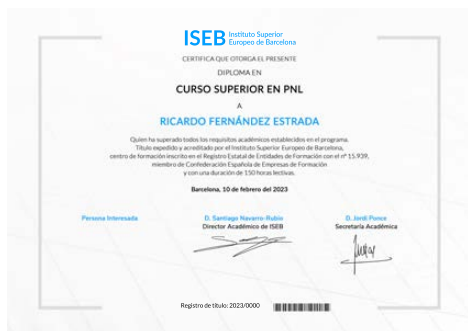 ISEB Instituto Superior
Europeo de Barcelona
CERTIFICA QUE OTORGA EL PRESENTE
DIPLOMA EN
CURSO SUPERIOR EN PNL
A
RICARDO FERNÁNDEZ ESTRADA
Quien ha superado todos los requisitos académicos establecidos en el programa.
Título expedido y acreditado por el Instituto Superior Europeo de Barcelona,
centro de formación inscrito en el Registro Estatal de Entidades de Formación con el nº 15.939,
miembro de Confederación Española de Empresas de Formación
y con una duración de 150 horas lectivas.
Barcelona, 10 de febrero del 2023
Persona Interesada
D. Santiago Navarro-Rubio
Director Académico de ISEB
D. Jordi Ponce
Secretaría Académica
Registro de título: 2023/0000